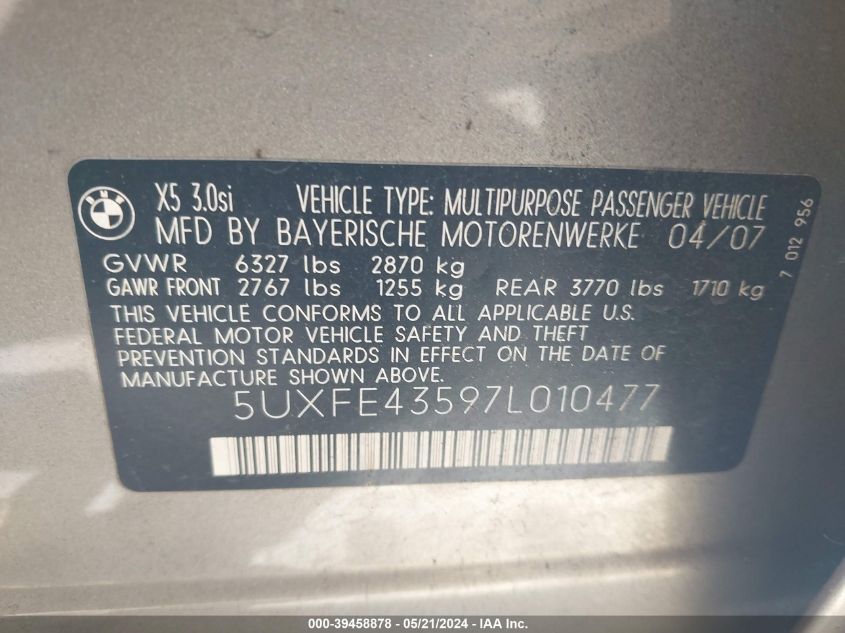 BMW
X5 3.0si VEHICLE TYPE: MULTIPURPOSE PASSENGER VEHICLE
MFD BY BAYERISCHE MOTORENWERKE 04/07
GVWR 6327 lbs 2870 kg
GAWR FRONT 2767 lbs 1255 kg REAR 3770 lbs 1710 kg
THIS VEHICLE CONFORMS TO ALL APPLICABLE U.S.
FEDERAL MOTOR VEHICLE SAFETY AND THEFT
PREVENTION STANDARDS IN EFFECT ON THE DATE OF
MANUFACTURE SHOWN ABOVE.
5UXFE43597L010477
7 012 956
000-39458878 - 05/21/2024 - IAA Inc.